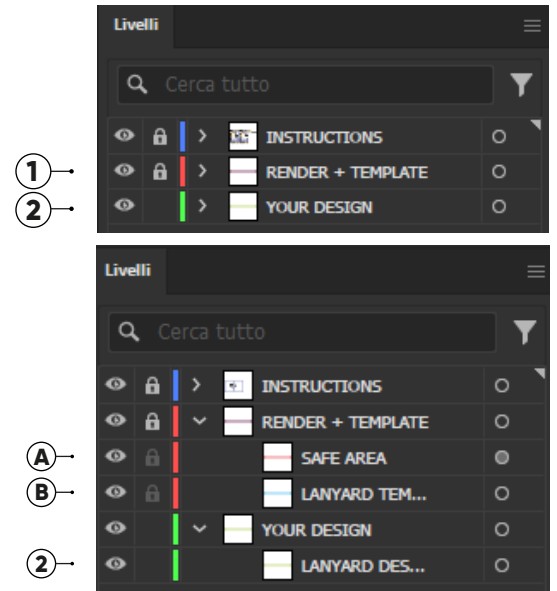 Livelli
Cerca tutto
INSTRUCTIONS
1 RENDER + TEMPLATE
2 YOUR DESIGN
Livelli
Cerca tutto
INSTRUCTIONS
RENDER + TEMPLATE
A SAFE AREA
B LANYARD TEM...
YOUR DESIGN
2 LANYARD DES...